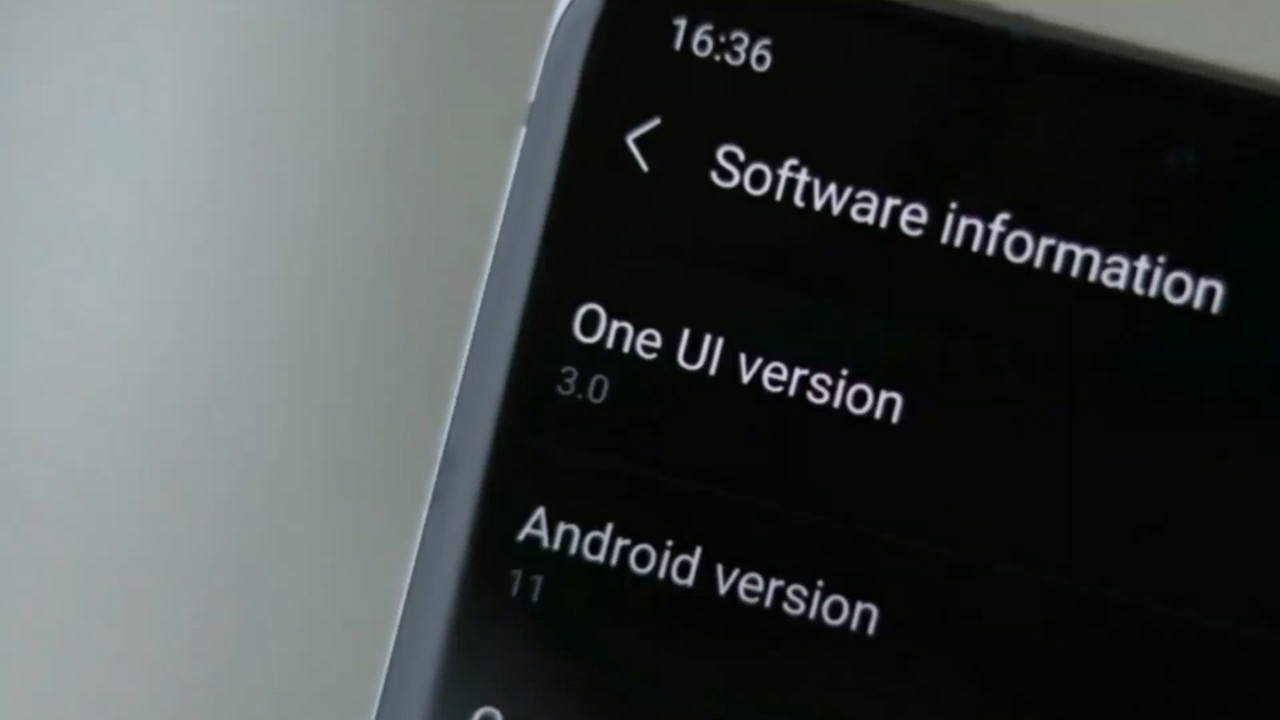 16:36
Software information
One UI version
3.0
Android version
11